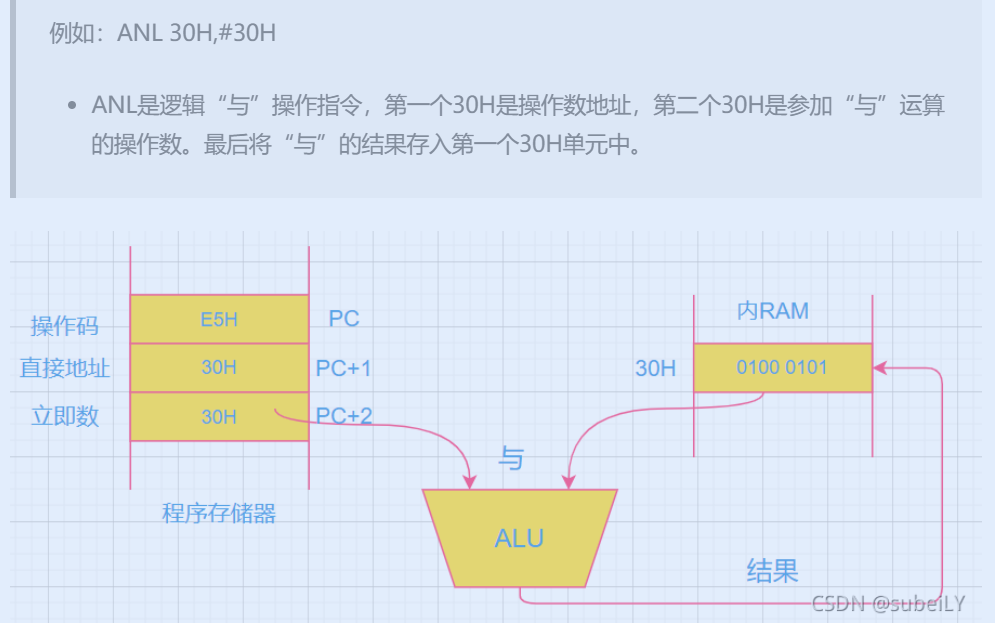 例如：ANL 30H,#30H
ANL是逻辑“与”操作指令，第一个30H是操作数地址，第二个30H是参加“与”运算
的操作数。最后将“与”的结果存入第一个30H单元中。
内RAM
操作码 E5H PC
直接地址 30H PC+1 30H 0100 0101
立即数 30H PC+2
与
程序存储器
ALU
结果
CSDN @subeiLY